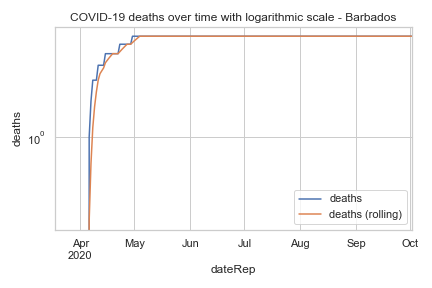 COVID-19 deaths over time with logarithmic scale - Barbados
deaths
10⁰
deaths
deaths (rolling)
Apr
2020
May
Jun
Jul
Aug
Sep
Oct
dateRep